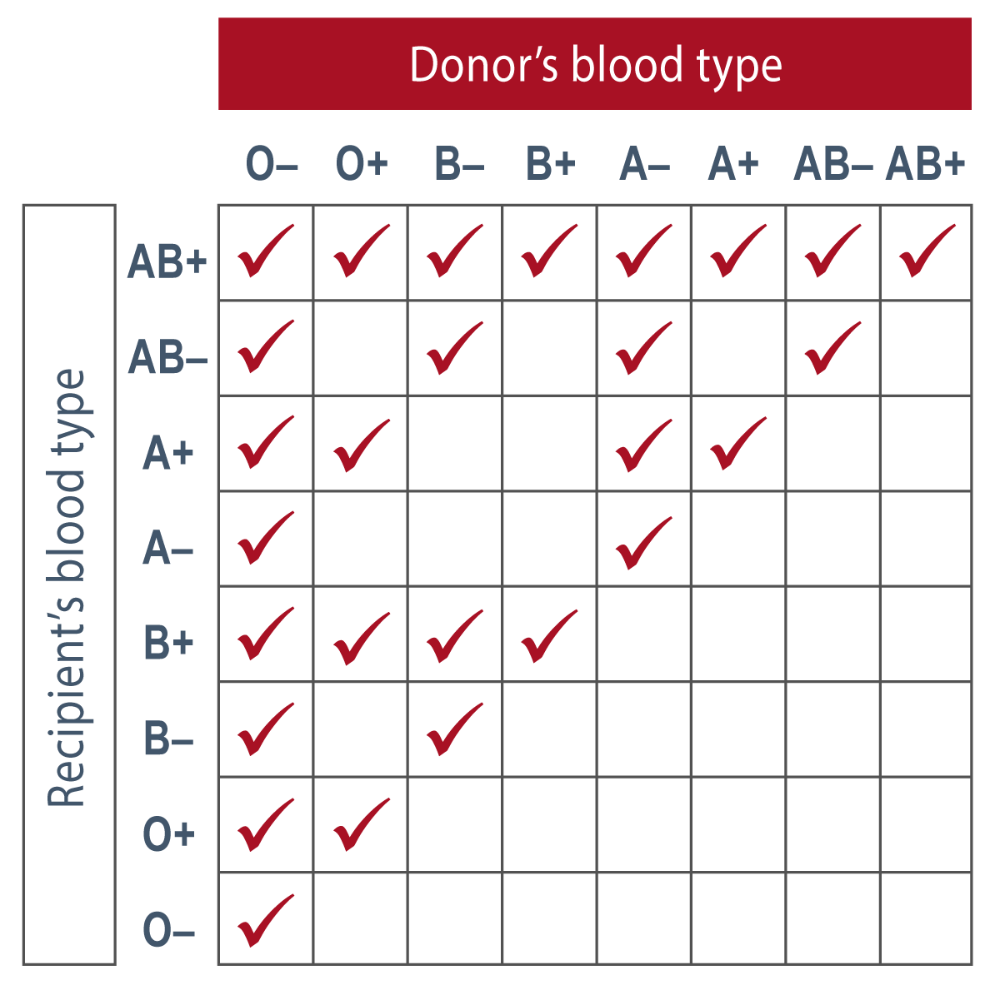 Donor’s blood type
O– O+ B– B+ A– A+ AB– AB+
Recipient’s blood type
AB+
AB–
A+
A–
B+
B–
O+
O–